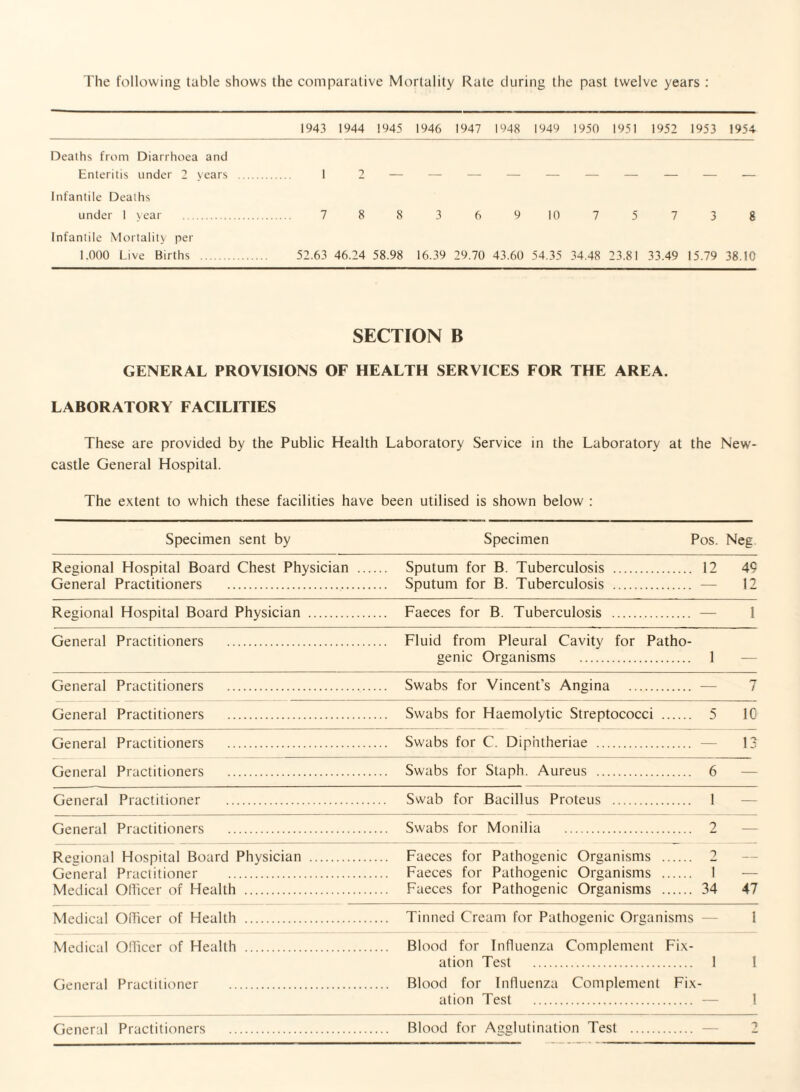 The following table shows the comparative Mortality Rate during the past twelve years :
1943 1944 1945 1946 1947 1948 1949 1950 1951 1952 1953 1954
Deaths from Diarrhoea and
Enteritis under 2 years ............ 1 2 — — — — — — — — — —
Infantile Deaths
under 1 year ........................ 7 8 8 3 6 9 10 7 5 7 3 8
Infantile Mortality per
1,000 Live Births ............... 52.63 46.24 58.98 16.39 29.70 43.60 54.35 34.48 23.81 33.49 15.79 38.10
SECTION B
GENERAL PROVISIONS OF HEALTH SERVICES FOR THE AREA.
LABORATORY FACILITIES
These are provided by the Public Health Laboratory Service in the Laboratory at the New-
castle General Hospital.
The extent to which these facilities have been utilised is shown below :
Specimen sent by Specimen Pos. Neg.
Regional Hospital Board Chest Physician ...... Sputum for B. Tuberculosis ............... 12 49
General Practitioners .............................. Sputum for B. Tuberculosis ............... — 12
Regional Hospital Board Physician ............... Faeces for B. Tuberculosis ............... — 1
General Practitioners .............................. Fluid from Pleural Cavity for Patho-
genic Organisms ..................... 1 —
General Practitioners .............................. Swabs for Vincent's Angina ............ — 7
General Practitioners .............................. Swabs for Haemolytic Streptococci ...... 5 10
General Practitioners .............................. Swabs for C. Diphtheriae .................. — 13
General Practitioners .............................. Swabs for Staph. Aureus .................. 6 —
General Practitioner .............................. Swab for Bacillus Proteus ............... 1 —
General Practitioners .............................. Swabs for Monilia ........................ 2 —
Regional Hospital Board Physician ............... Faeces for Pathogenic Organisms ...... 2 —
General Practitioner .............................. Faeces for Pathogenic Organisms ...... 1 —
Medical Officer of Health ........................... Faeces for Pathogenic Organisms ...... 34 47
Medical Officer of Health ........................... Tinned Cream for Pathogenic Organisms — 1
Medical Officer of Health ........................... Blood for Influenza Complement Fix-
ation Test .............................. 1 1
General Practitioner .............................. Blood for Influenza Complement Fix-
ation Test .............................. — 1
General Practitioners .............................. Blood for Agglutination Test ............ — 2